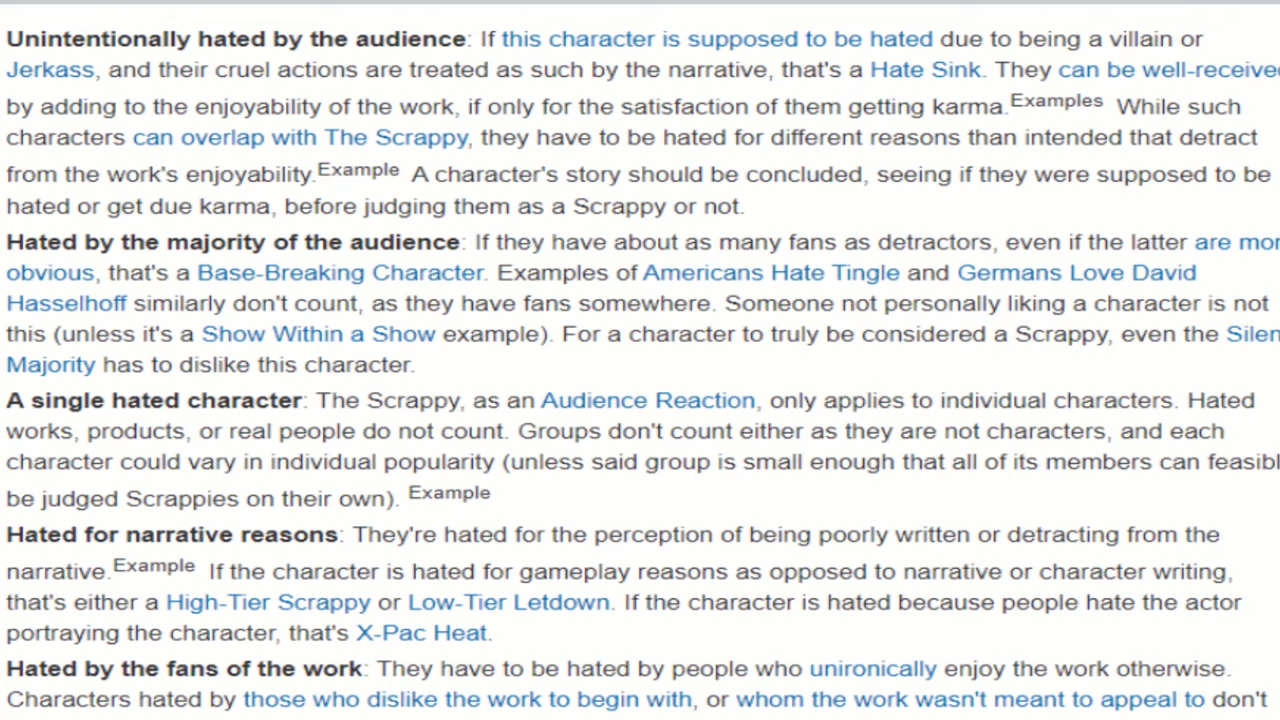 Unintentionally hated by the audience: If this character is supposed to be hated due to being a villain or
Jerkass, and their cruel actions are treated as such by the narrative, that's a Hate Sink. They can be well-received
by adding to the enjoyability of the work, if only for the satisfaction of them getting karma.Examples While such
characters can overlap with The Scrappy, they have to be hated for different reasons than intended that detract
from the work's enjoyability.Example A character's story should be concluded, seeing if they were supposed to be
hated or get due karma, before judging them as a Scrappy or not.
Hated by the majority of the audience: If they have about as many fans as detractors, even if the latter are mor
obvious, that's a Base-Breaking Character. Examples of Americans Hate Tingle and Germans Love David
Hasselhoff similarly don't count, as they have fans somewhere. Someone not personally liking a character is not
this (unless it's a Show Within a Show example). For a character to truly be considered a Scrappy, even the Silen
Majority has to dislike this character.
A single hated character: The Scrappy, as an Audience Reaction, only applies to individual characters. Hated
works, products, or real people do not count. Groups don't count either as they are not characters, and each
character could vary in individual popularity (unless said group is small enough that all of its members can feasibl
be judged Scrappies on their own). Example
Hated for narrative reasons: They're hated for the perception of being poorly written or detracting from the
narrative.Example If the character is hated for gameplay reasons as opposed to narrative or character writing,
that's either a High-Tier Scrappy or Low-Tier Letdown. If the character is hated because people hate the actor
portraying the character, that's X-Pac Heat.
Hated by the fans of the work: They have to be hated by people who unironically enjoy the work otherwise.
Characters hated by those who dislike the work to begin with, or whom the work wasn't meant to appeal to don't